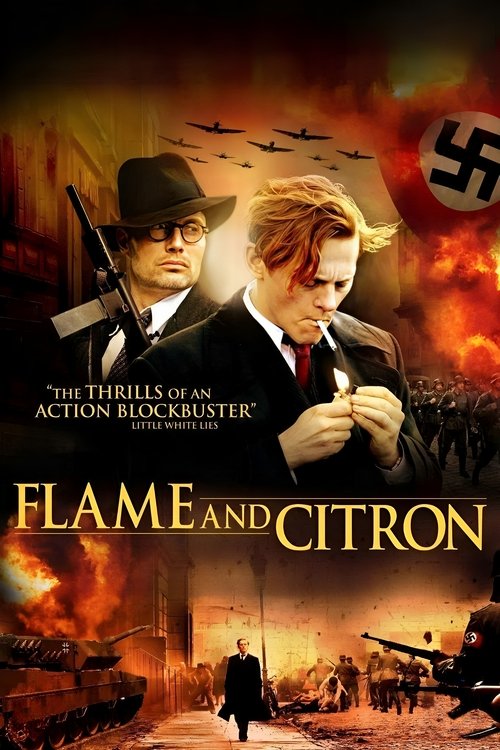 "THE THRILLS OF AN
ACTION BLOCKBUSTER"
LITTLE WHITE LIES
FLAME AND CITRON